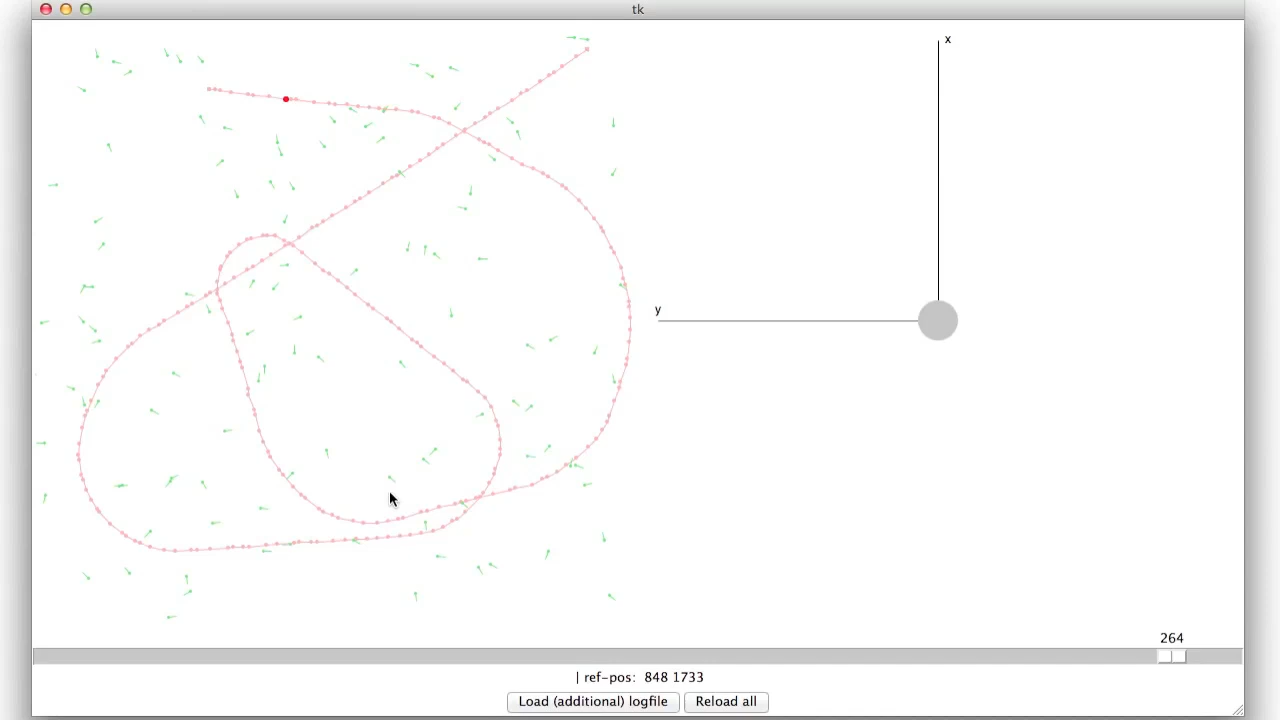 tk
x
y
264
| ref-pos: 848 1733
Load (additional) logfile
Reload all